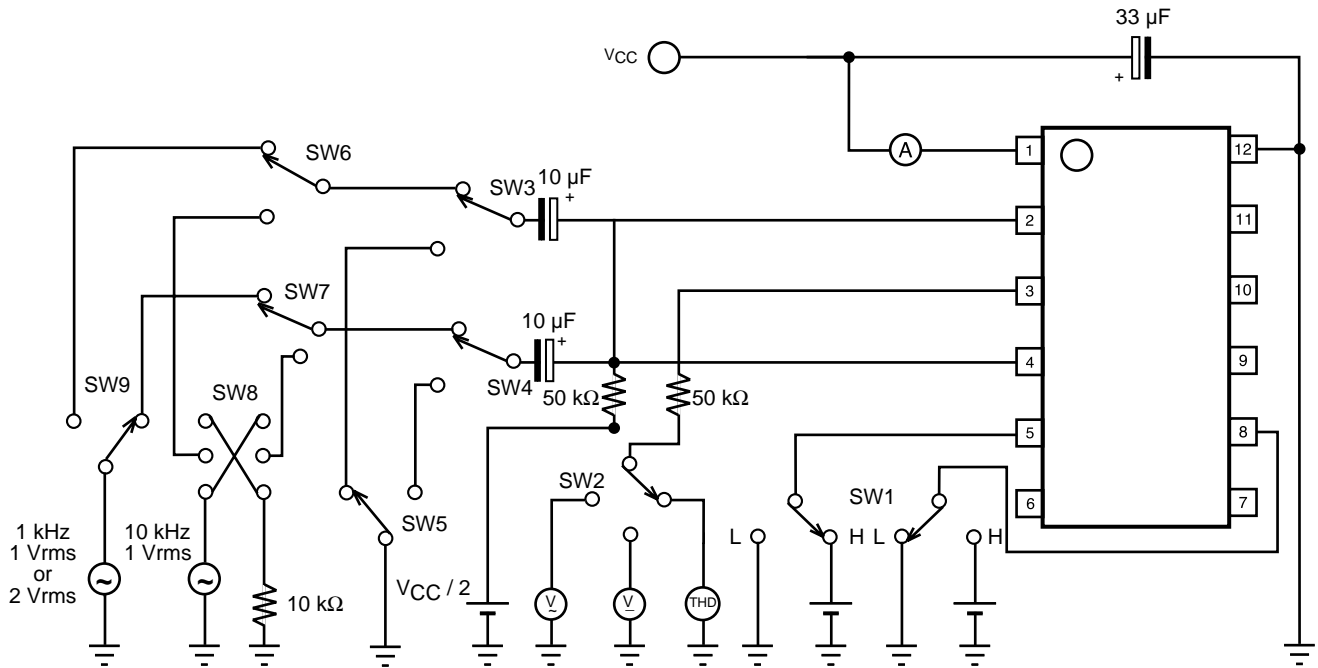 33 µF
VCC
+
A
1
12
SW6
10 µF
+
SW3
2
11
3
10
SW7
10 µF
+
4
9
SW4
SW9
SW8
50 kΩ
50 kΩ
5
8
SW2
SW1
6
7
SW5
1 kHz
1 Vrms
or
2 Vrms
10 kHz
1 Vrms
L
H
L
H
~
~
10 kΩ
VCC / 2
V
~
V
–
THD